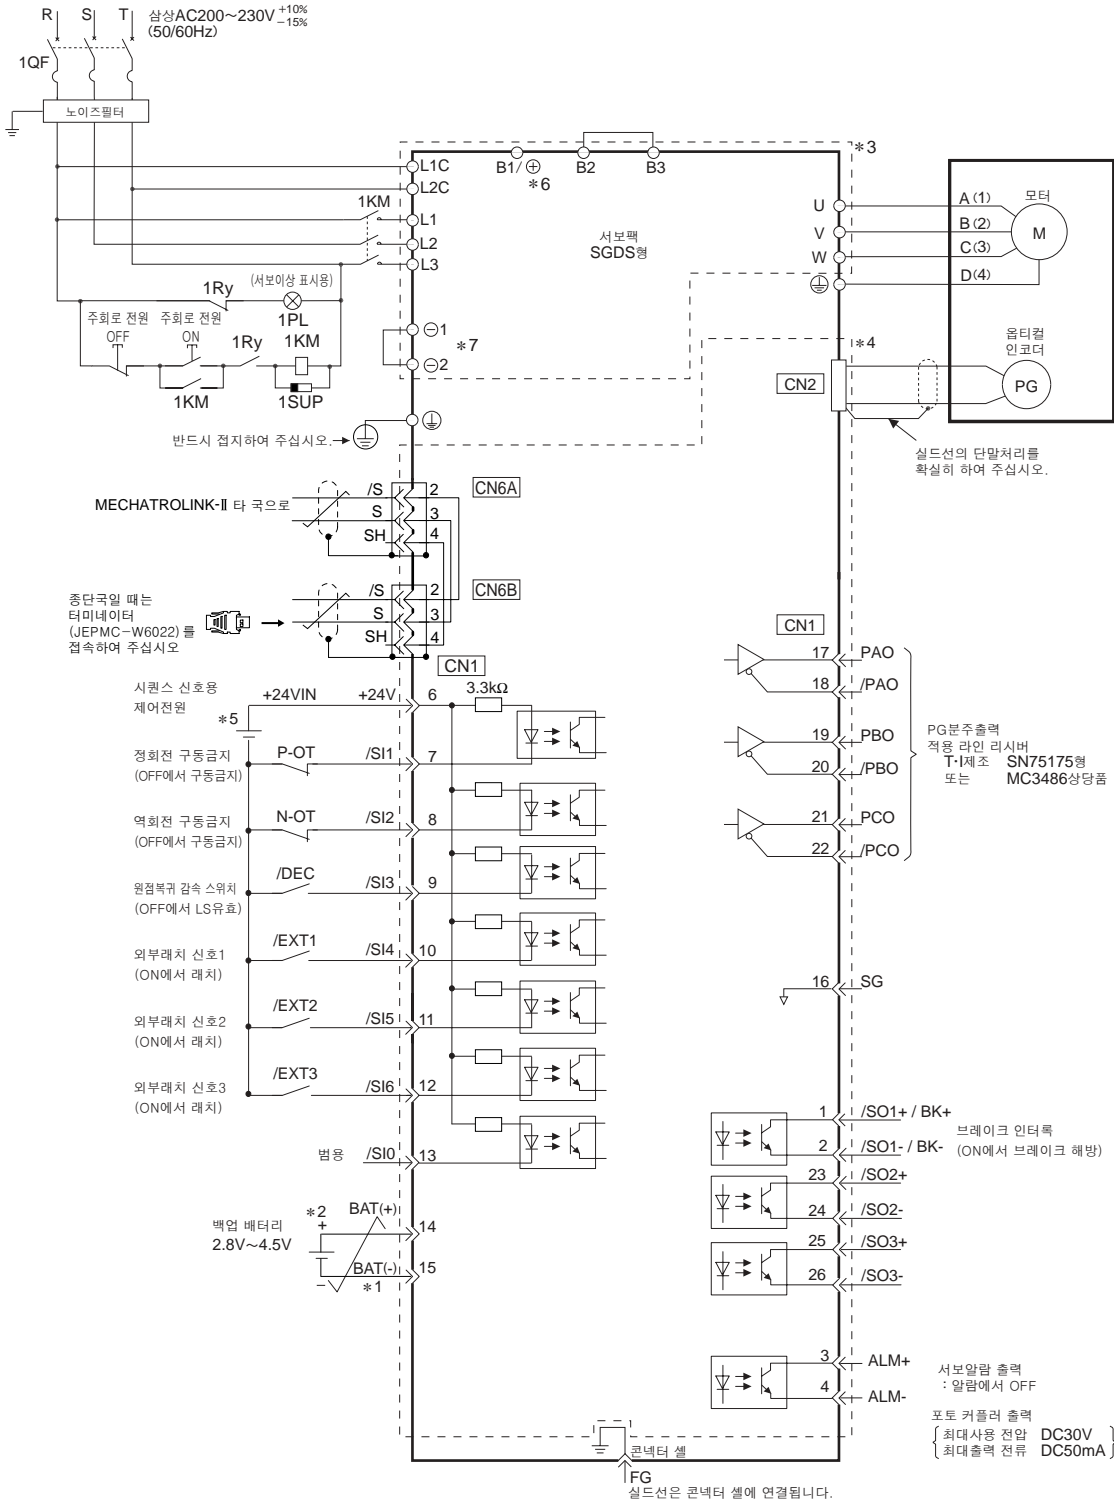 R S T 삼상AC200～230V +10% −15%
(50/60Hz)
1QF
노이즈필터
L1C
L2C
1KM
L1
L2
L3
B1/⊕
*6
B2
B3
*3
서보팩
SGDS형
U
V
W
A(1)
B(2)
C(3)
D(4)
모터
M
1Ry
(서보이상 표시용)
1PL
주회로 전원
OFF
주회로 전원
ON
1Ry
1KM
1KM
1SUP
⊖1
*7
⊖2
*4
CN2
옵티컬
인코더
PG
반드시 접지하여 주십시오.
실드선의 단말처리를
확실히 하여 주십시오.
MECHATROLINK-Ⅱ 타 국으로
/S 2 CN6A
S 3
SH 4
종단국일 때는
터미네이터
(JEPMC−W6022)를
접속하여 주십시오
/S 2 CN6B
S 3
SH 4
CN1
시퀀스 신호용
제어전원
+24VIN +24V 6 3.3kΩ
*5
정회전 구동금지
(OFF에서 구동금지)
P-OT /SI1 7
역회전 구동금지
(OFF에서 구동금지)
N-OT /SI2 8
원점복귀 감속 스위치
(OFF에서 LS유효)
/DEC /SI3 9
외부래치 신호1
(ON에서 래치)
/EXT1 /SI4 10
외부래치 신호2
(ON에서 래치)
/EXT2 /SI5 11
외부래치 신호3
(ON에서 래치)
/EXT3 /SI6 12
범용 /SI0 13
백업 배터리
2.8V～4.5V
*2
+
BAT(+) 14
−
BAT(-) 15
*1
CN1
17 PAO
18 /PAO
19 PBO
20 /PBO
21 PCO
22 /PCO
PG분주출력
적용 라인 리시버
T·I제조 SN75175형
또는 MC3486상당품
16 SG
1 /SO1+ / BK+
2 /SO1- / BK-
브레이크 인터록
(ON에서 브레이크 해방)
23 /SO2+
24 /SO2-
25 /SO3+
26 /SO3-
3 ALM+
4 ALM-
서보알람 출력
: 알람에서 OFF
포토 커플러 출력
최대사용 전압 DC30V
최대출력 전류 DC50mA
콘넥터 셸
FG
실드선은 콘넥터 셸에 연결됩니다.